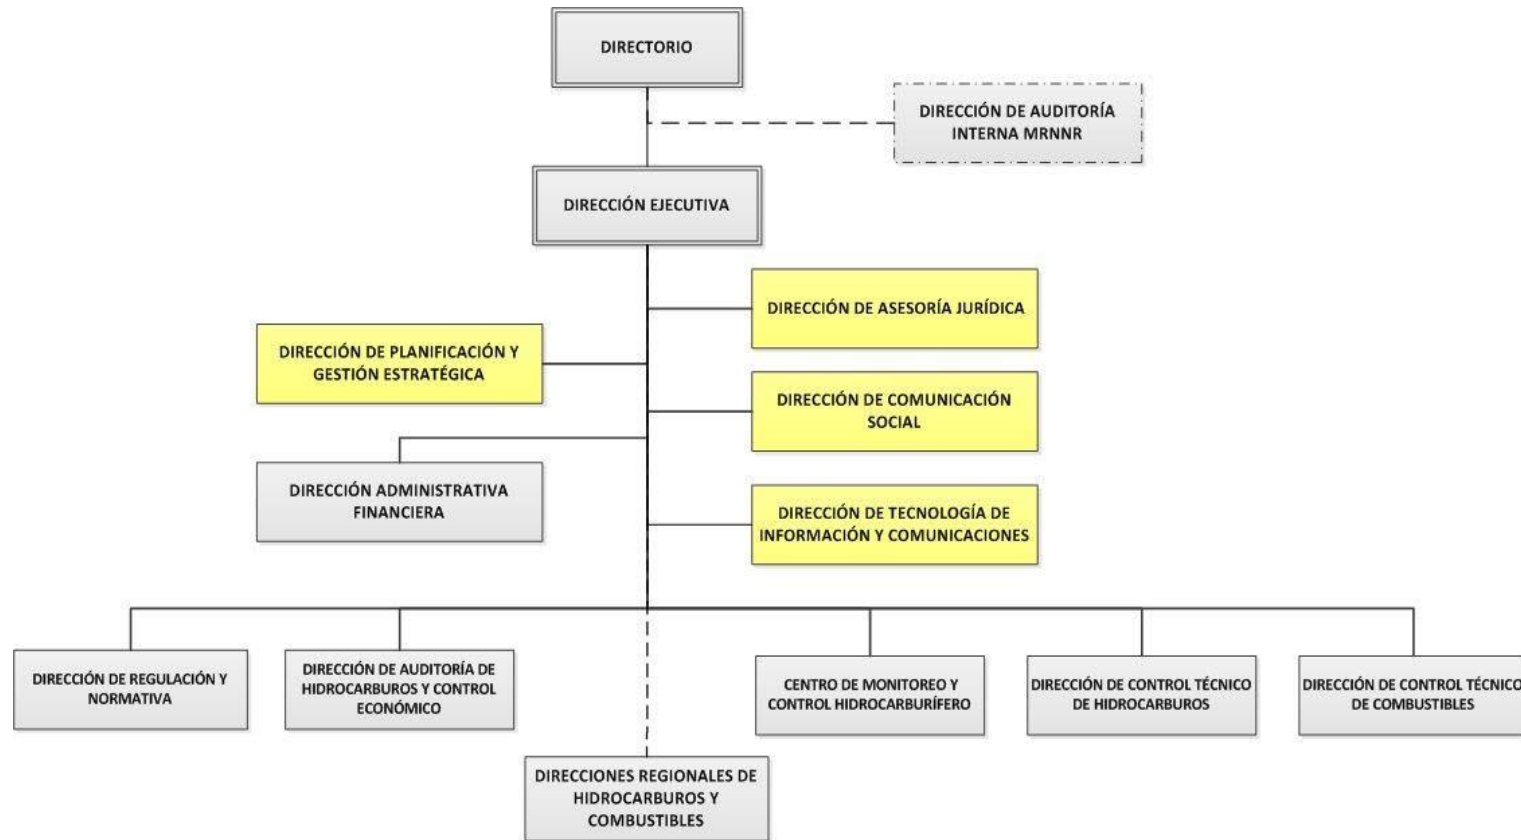 DIRECTORIO
DIRECCIÓN DE AUDITORÍA
INTERNA MRNNR
DIRECCIÓN EJECUTIVA
DIRECCIÓN DE ASESORÍA JURÍDICA
DIRECCIÓN DE PLANIFICACIÓN Y
GESTIÓN ESTRATÉGICA
DIRECCIÓN DE COMUNICACIÓN
SOCIAL
DIRECCIÓN ADMINISTRATIVA
FINANCIERA
DIRECCIÓN DE TECNOLOGÍA DE
INFORMACIÓN Y COMUNICACIONES
DIRECCIÓN DE REGULACIÓN Y
NORMATIVA
DIRECCIÓN DE AUDITORÍA DE
HIDROCARBUROS Y CONTROL
ECONÓMICO
CENTRO DE MONITOREO Y
CONTROL HIDROCARBURÍFERO
DIRECCIÓN DE CONTROL TÉCNICO
DE HIDROCARBUROS
DIRECCIÓN DE CONTROL TÉCNICO
DE COMBUSTIBLES
DIRECCIONES REGIONALES DE
HIDROCARBUROS Y
COMBUSTIBLES